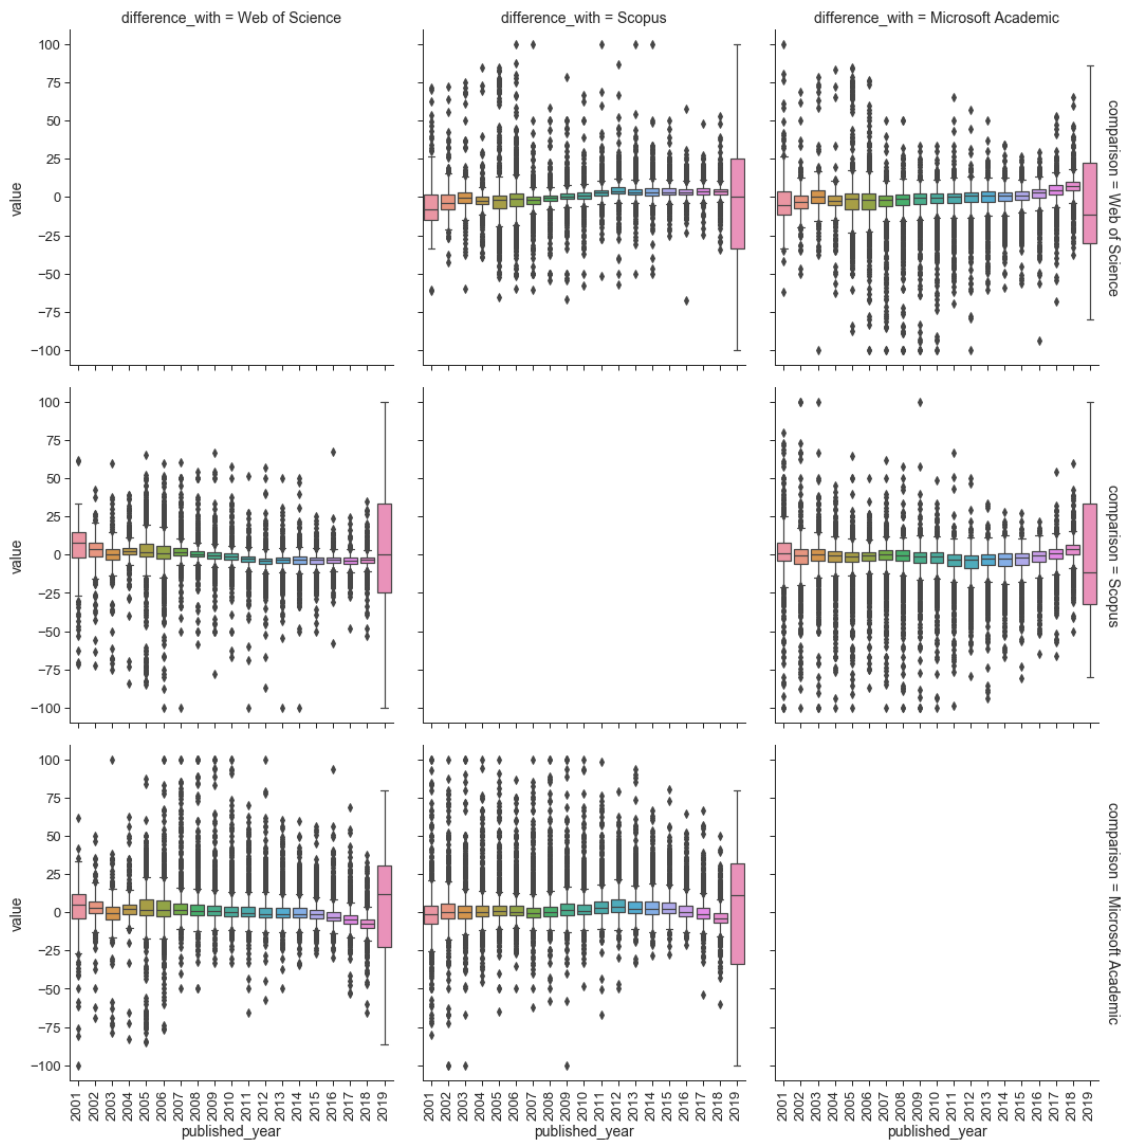 difference_with = Web of Science
difference_with = Scopus
difference_with = Microsoft Academic
100
75
50
25
0
−25
−50
−75
−100
value
comparison = Web of Science
100
75
50
25
0
−25
−50
−75
−100
value
comparison = Scopus
100
75
50
25
0
−25
−50
−75
−100
value
comparison = Microsoft Academic
2001 2002 2003 2004 2005 2006 2007 2008 2009 2010 2011 2012 2013 2014 2015 2016 2017 2018 2019
published_year
2001 2002 2003 2004 2005 2006 2007 2008 2009 2010 2011 2012 2013 2014 2015 2016 2017 2018 2019
published_year
2001 2002 2003 2004 2005 2006 2007 2008 2009 2010 2011 2012 2013 2014 2015 2016 2017 2018 2019
published_year